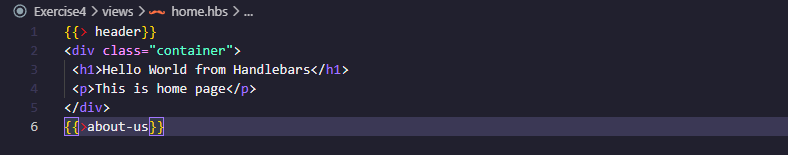 Exercise4 > views > home.hbs > ...
1 {{> header}}
2 <div class="container">
3 <h1>Hello World from Handlebars</h1>
4 <p>This is home page</p>
5 </div>
6 {{>about-us}}